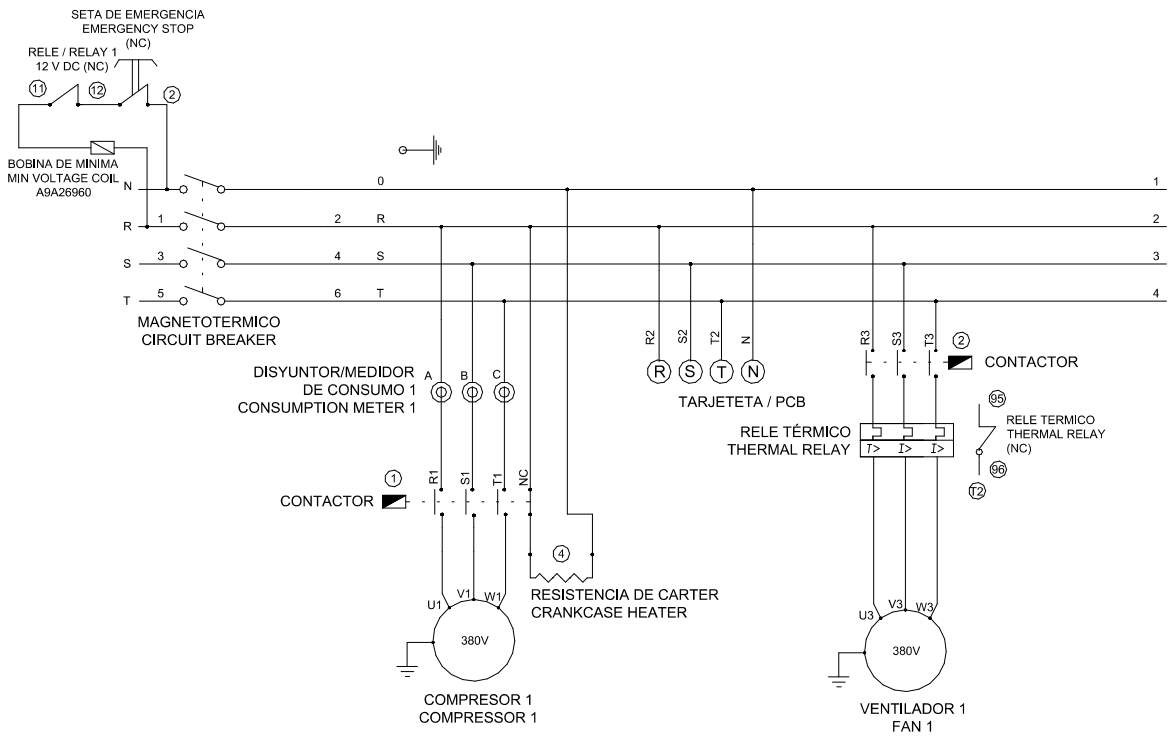 SETA DE EMERGENCIA
EMERGENCY STOP
(NC)
RELE / RELAY 1
12 V DC (NC)
11
12
2
BOBINA DE MINIMA
MIN VOLTAGE COIL
A9A26960
N
0
1
R
1
2
R
2
S
3
4
S
3
T
5
6
T
4
MAGNETOTERMICO
CIRCUIT BREAKER
DISYUNTOR/MEDIDOR
DE CONSUMO 1
CONSUMPTION METER 1
A
B
C
R2
S2
T2
N
R
S
T
N
TARJETETA / PCB
R3
S3
T3
2
CONTACTOR
RELE TÉRMICO
THERMAL RELAY
T>
I>
I>
95
RELE TERMICO
THERMAL RELAY
(NC)
96
T2
1
CONTACTOR
R1
S1
T1
NC
4
RESISTENCIA DE CARTER
CRANKCASE HEATER
U1
V1
W1
380V
COMPRESOR 1
COMPRESSOR 1
U3
V3
W3
380V
VENTILADOR 1
FAN 1